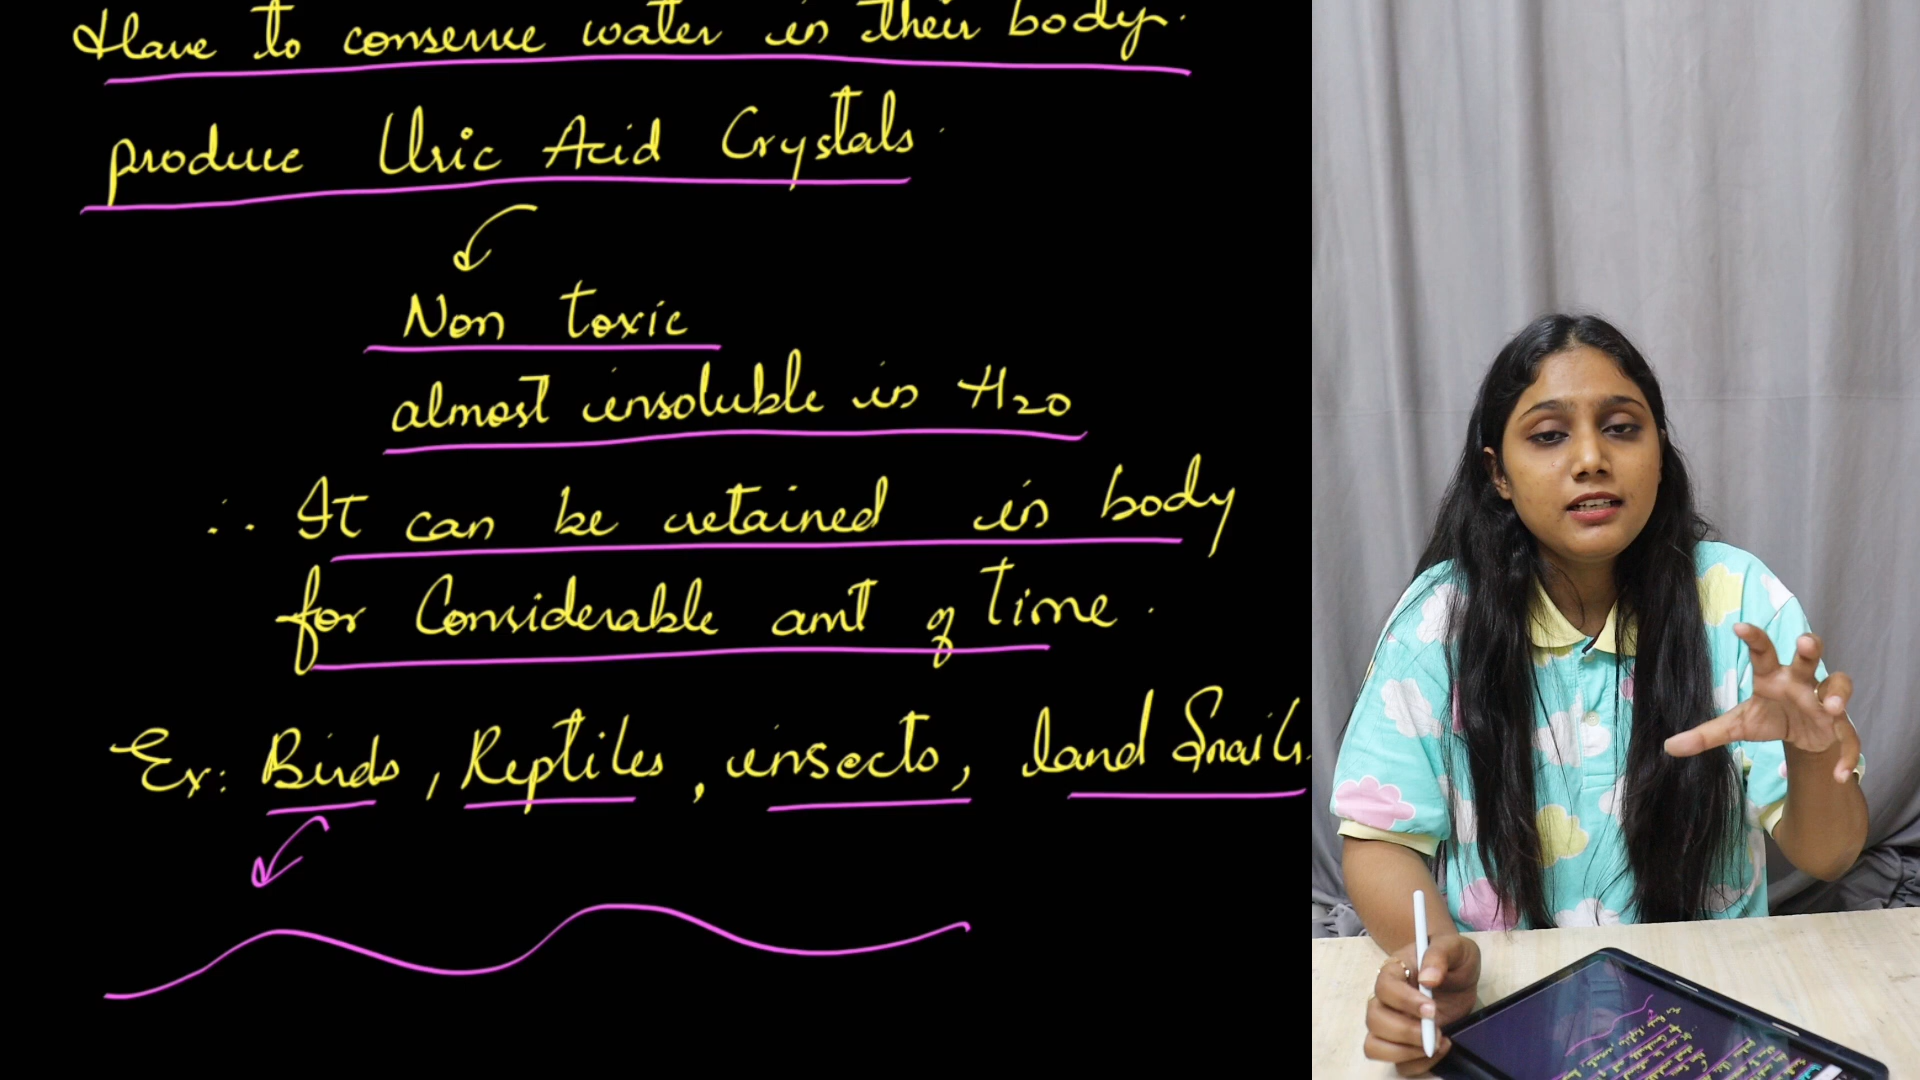 Have to conserve water in their body.
produce Uric Acid Crystals.
Non toxic
almost insoluble in H2O
∴ It can be retained in body
for Considerable amt of time.
Ex: Birds, Reptiles, insects, land Snails.